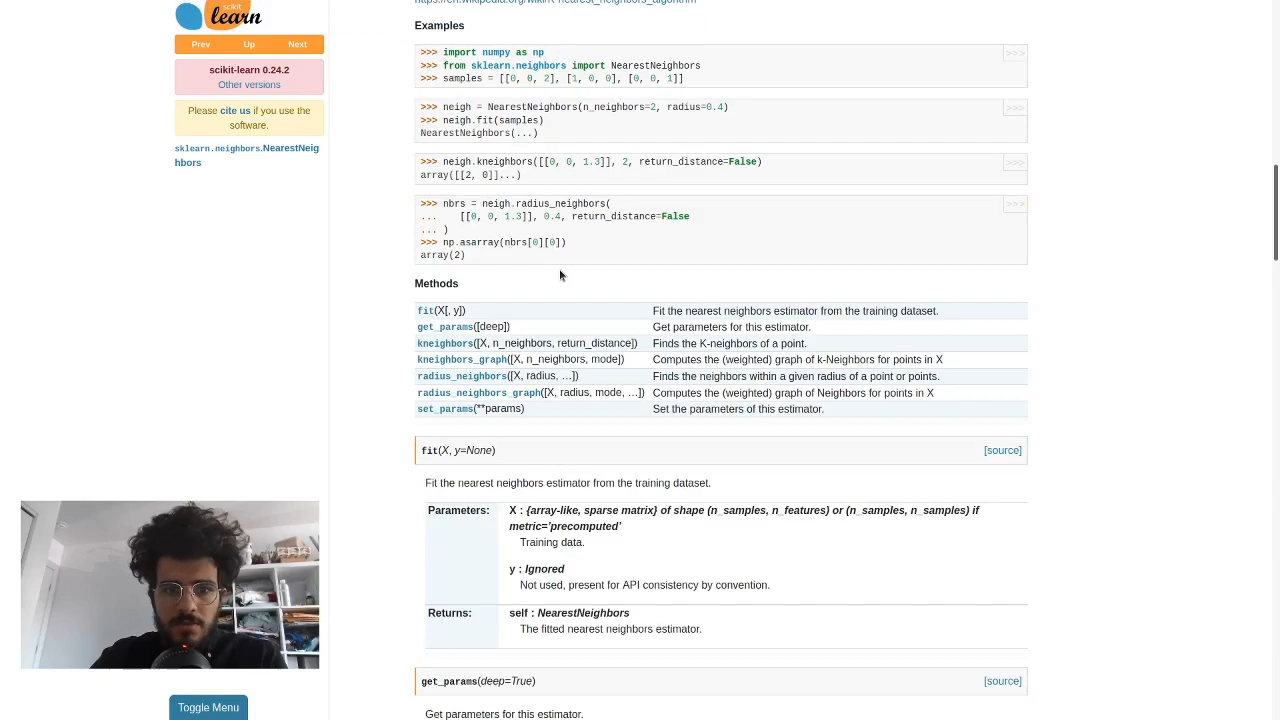 https://en.wikipedia.org/wiki/K-nearest_neighbors_algorithm
scikit
learn
Prev Up Next
scikit-learn 0.24.2
Other versions
Please cite us if you use the
software.
sklearn.neighbors.NearestNeig
hbors
Examples
>>> import numpy as np
>>> from sklearn.neighbors import NearestNeighbors
>>> samples = [[0, 0, 2], [1, 0, 0], [0, 0, 1]]
>>>
>>> neigh = NearestNeighbors(n_neighbors=2, radius=0.4)
>>> neigh.fit(samples)
NearestNeighbors(...)
>>>
>>> neigh.kneighbors([[0, 0, 1.3]], 2, return_distance=False)
array([[2, 0]]...)
>>>
>>> nbrs = neigh.radius_neighbors(
... [[0, 0, 1.3]], 0.4, return_distance=False
... )
>>> np.asarray(nbrs[0][0])
array(2)
>>>
Methods
fit(X[, y]) Fit the nearest neighbors estimator from the training dataset.
get_params([deep]) Get parameters for this estimator.
kneighbors([X, n_neighbors, return_distance]) Finds the K-neighbors of a point.
kneighbors_graph([X, n_neighbors, mode]) Computes the (weighted) graph of k-Neighbors for points in X
radius_neighbors([X, radius, …]) Finds the neighbors within a given radius of a point or points.
radius_neighbors_graph([X, radius, mode, …]) Computes the (weighted) graph of Neighbors for points in X
set_params(**params) Set the parameters of this estimator.
fit(X, y=None) [source]
Fit the nearest neighbors estimator from the training dataset.
Parameters: X : {array-like, sparse matrix} of shape (n_samples, n_features) or (n_samples, n_samples) if
metric='precomputed'
Training data.
y : Ignored
Not used, present for API consistency by convention.
Returns: self : NearestNeighbors
The fitted nearest neighbors estimator.
get_params(deep=True) [source]
Get parameters for this estimator.
Toggle Menu